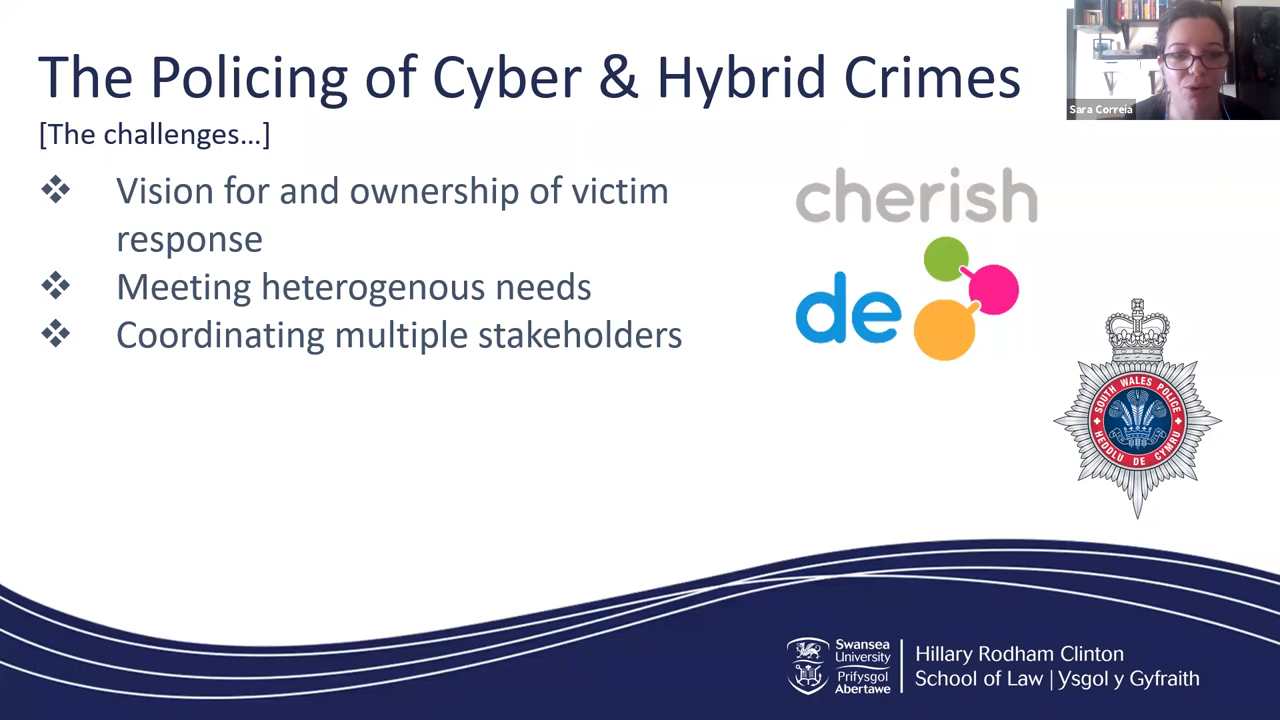 The Policing of Cyber & Hybrid Crimes
[The challenges...]
Sara Correia
❖ Vision for and ownership of victim
response
❖ Meeting heterogenous needs
❖ Coordinating multiple stakeholders
cherish
de
SOUTH WALES POLICE
HEDDLU DE CYMRU
Swansea
University
Prifysgol
Abertawe
Hillary Rodham Clinton
School of Law | Ysgol y Gyfraith